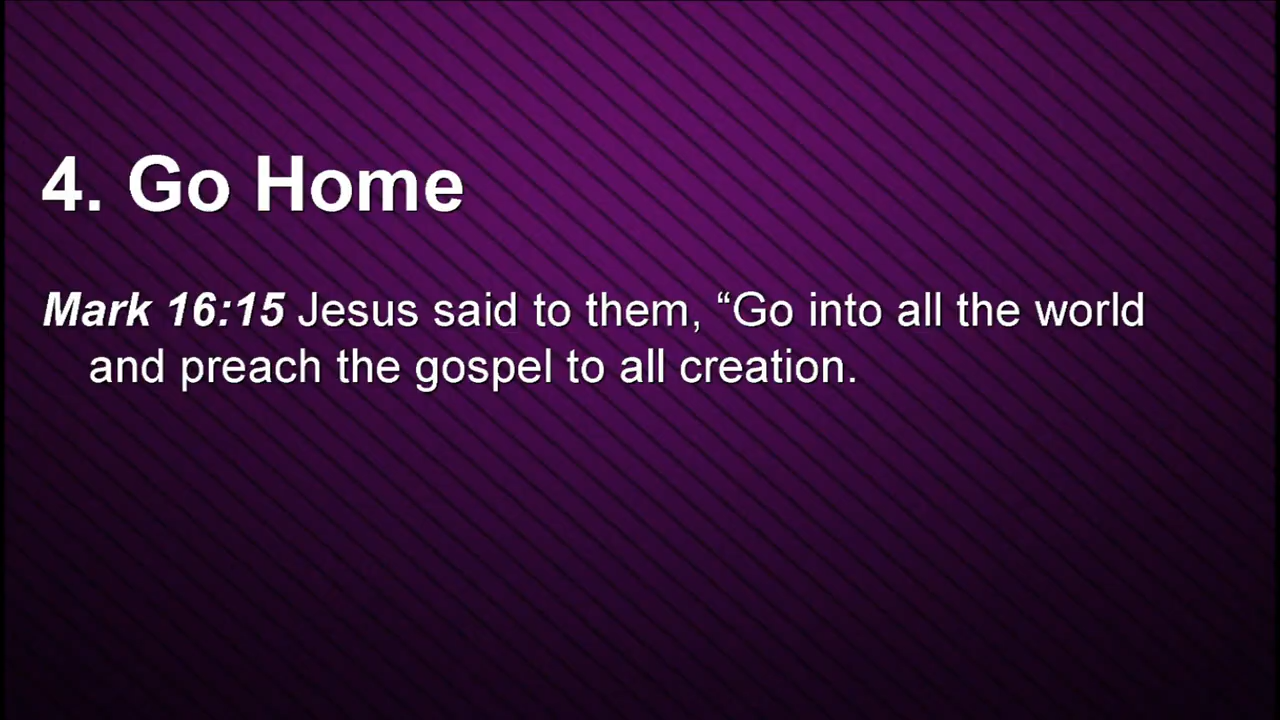 4. Go Home
Mark 16:15 Jesus said to them, “Go into all the world
and preach the gospel to all creation.